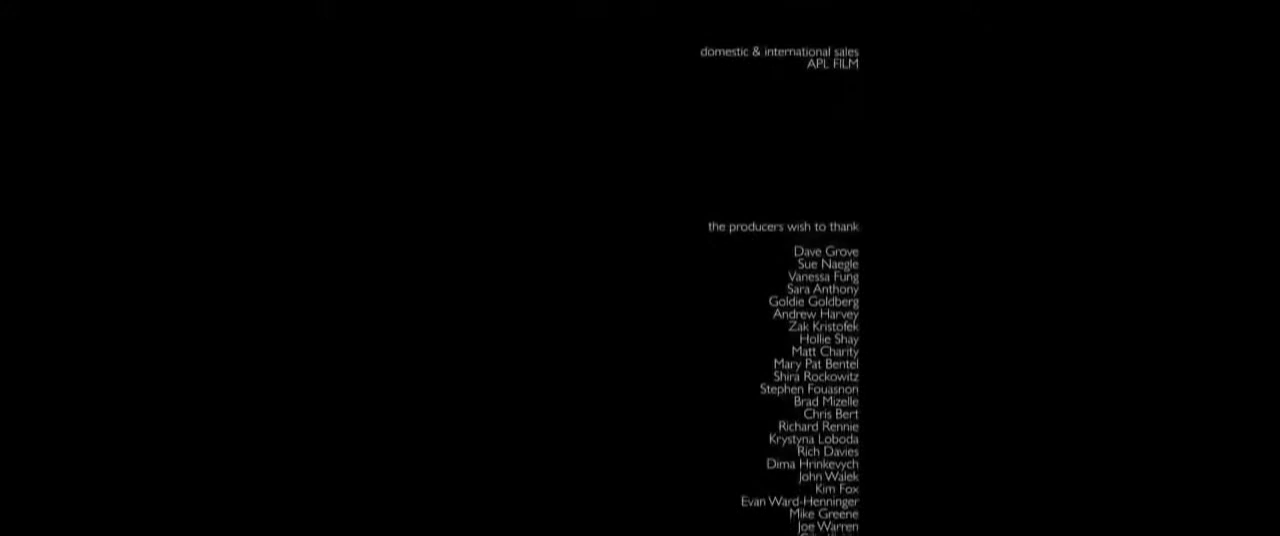 domestic & international sales
APL FILM
the producers wish to thank
Dave Grove
Sue Naegle
Vanessa Fung
Sara Anthony
Goldie Goldberg
Andrew Harvey
Zak Kristofek
Hollie Shay
Matt Charity
Mary Pat Bentel
Shira Rockowitz
Stephen Fouasnon
Brad Mizelle
Chris Bert
Richard Rennie
Krystyna Loboda
Rich Davies
Dima Hrinkevych
John Walek
Kim Fox
Evan Ward-Henninger
Mike Greene
Joe Warren